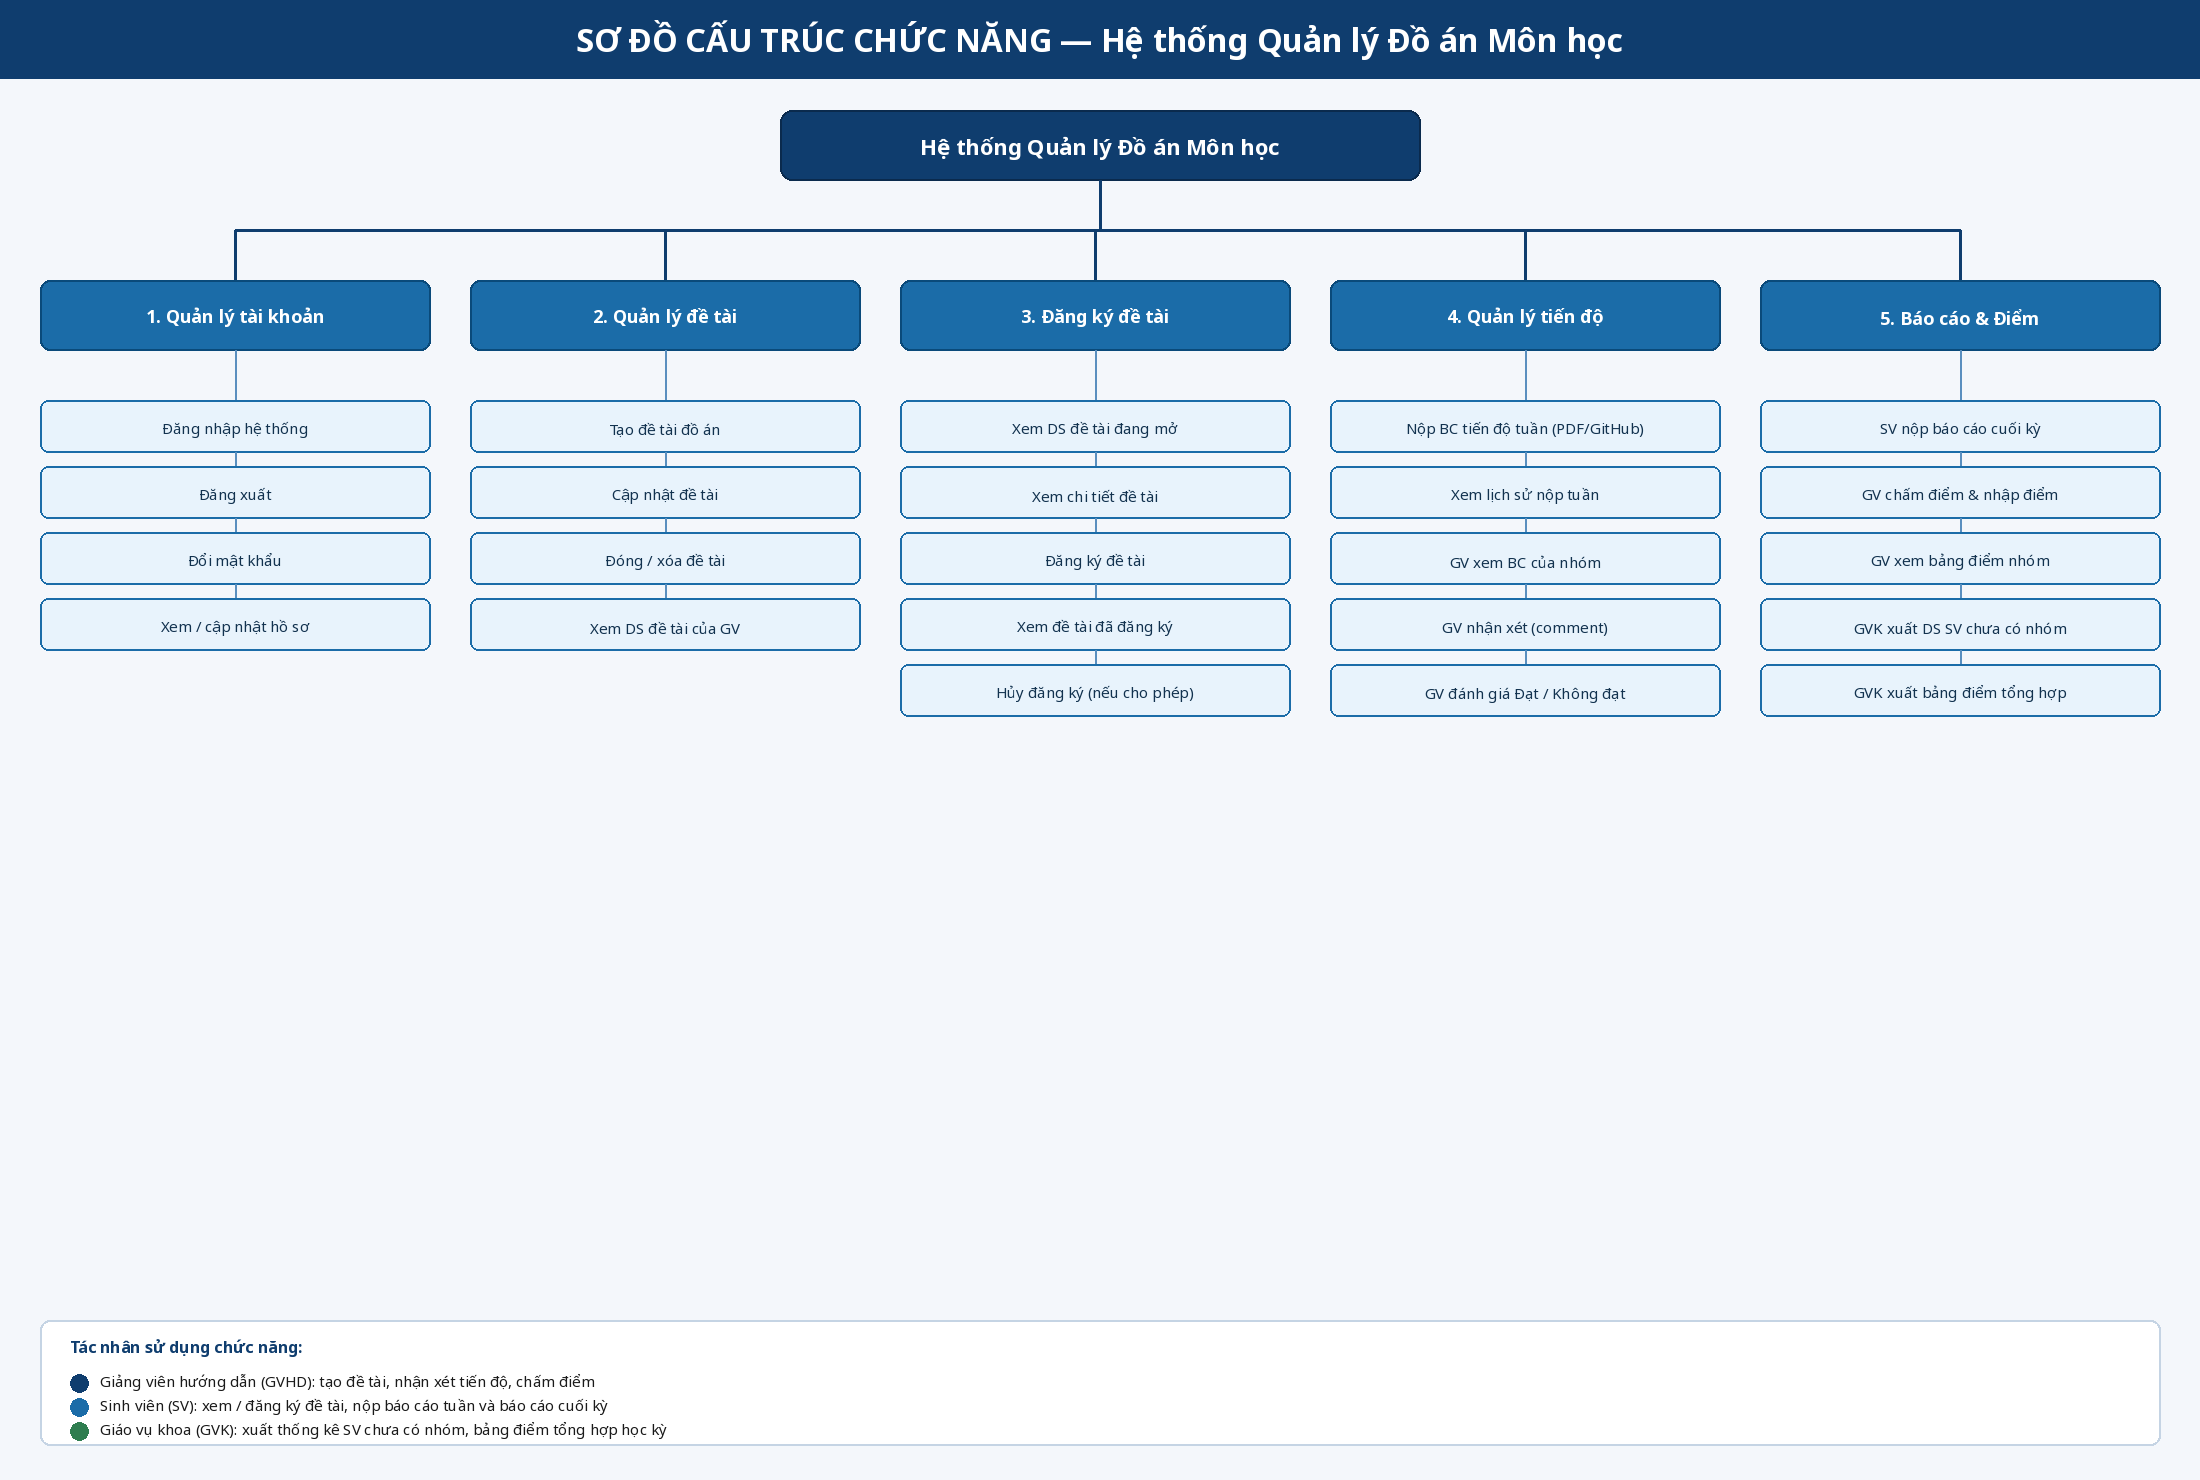 SƠ ĐỒ CẤU TRÚC CHỨC NĂNG — Hệ thống Quản lý Đồ án Môn học
Hệ thống Quản lý Đồ án Môn học
1. Quản lý tài khoản
Đăng nhập hệ thống
Đăng xuất
Đổi mật khẩu
Xem / cập nhật hồ sơ
2. Quản lý đề tài
Tạo đề tài đồ án
Cập nhật đề tài
Đóng / xóa đề tài
Xem DS đề tài của GV
3. Đăng ký đề tài
Xem DS đề tài đang mở
Xem chi tiết đề tài
Đăng ký đề tài
Xem đề tài đã đăng ký
Hủy đăng ký (nếu cho phép)
4. Quản lý tiến độ
Nộp BC tiến độ tuần (PDF/GitHub)
Xem lịch sử nộp tuần
GV xem BC của nhóm
GV nhận xét (comment)
GV đánh giá Đạt / Không đạt
5. Báo cáo & Điểm
SV nộp báo cáo cuối kỳ
GV chấm điểm & nhập điểm
GV xem bảng điểm nhóm
GVK xuất DS SV chưa có nhóm
GVK xuất bảng điểm tổng hợp
Tác nhân sử dụng chức năng:
Giảng viên hướng dẫn (GVHD): tạo đề tài, nhận xét tiến độ, chấm điểm
Sinh viên (SV): xem / đăng ký đề tài, nộp báo cáo tuần và báo cáo cuối kỳ
Giáo vụ khoa (GVK): xuất thống kê SV chưa có nhóm, bảng điểm tổng hợp học kỳ